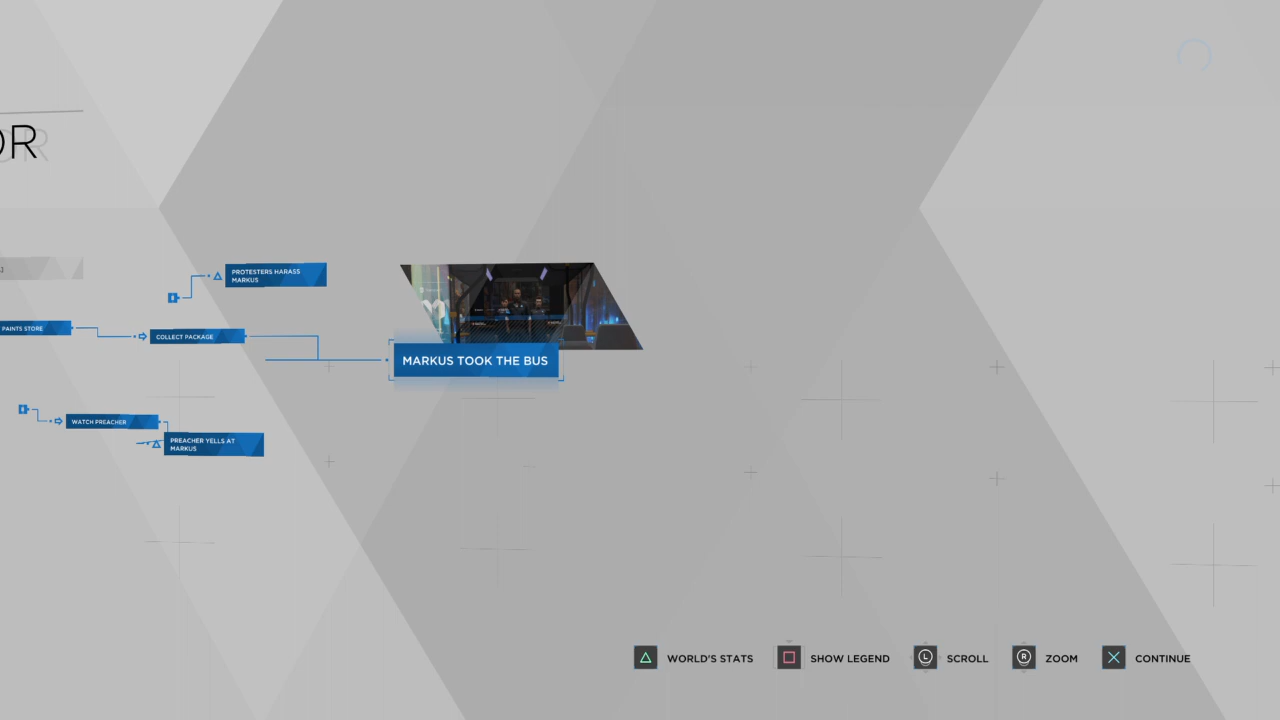 OR
PROTESTERS HARASS
MARKUS
PAINTS STORE
COLLECT PACKAGE
MARKUS TOOK THE BUS
WATCH PREACHER
PREACHER YELLS AT
MARKUS
WORLD'S STATS
SHOW LEGEND
L
SCROLL
R
ZOOM
CONTINUE